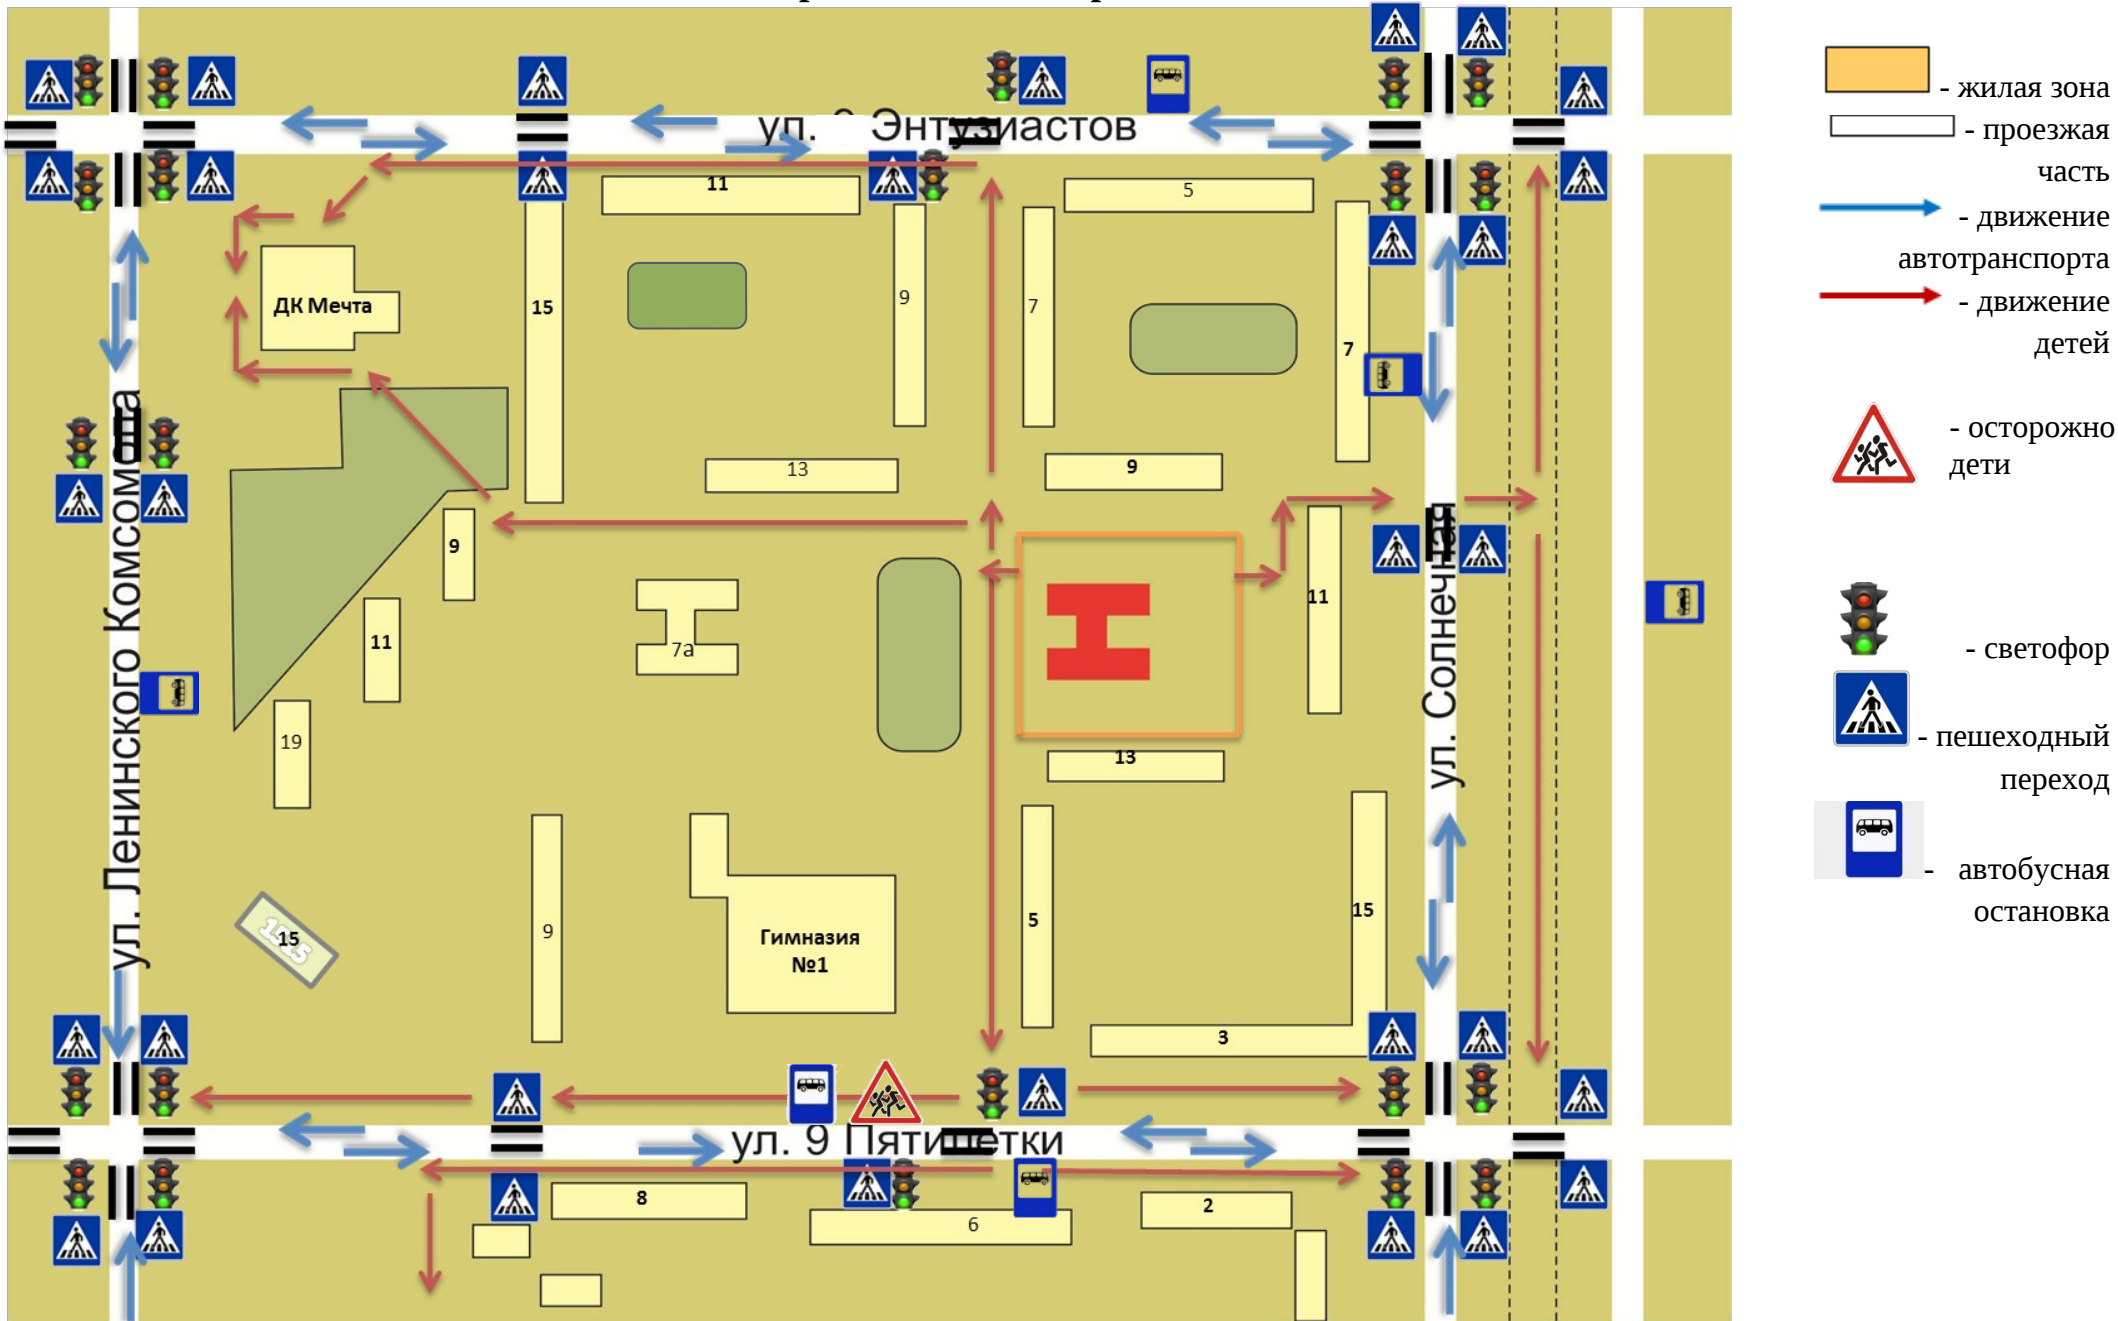 ул. 9 Энтузиастов
11
5
ДК Мечта
15
9
7
7
13
9
9
11
11
7а
19
13
15
9
Гимназия
№1
5
15
3
ул. 9 Пятилетки
8
6
2
ул. Ленинского Комсомола
ул. Солнечная
- жилая зона
- проезжая
часть
- движение
автотранспорта
- движение
детей
- осторожно
дети
- светофор
- пешеходный
переход
- автобусная
остановка